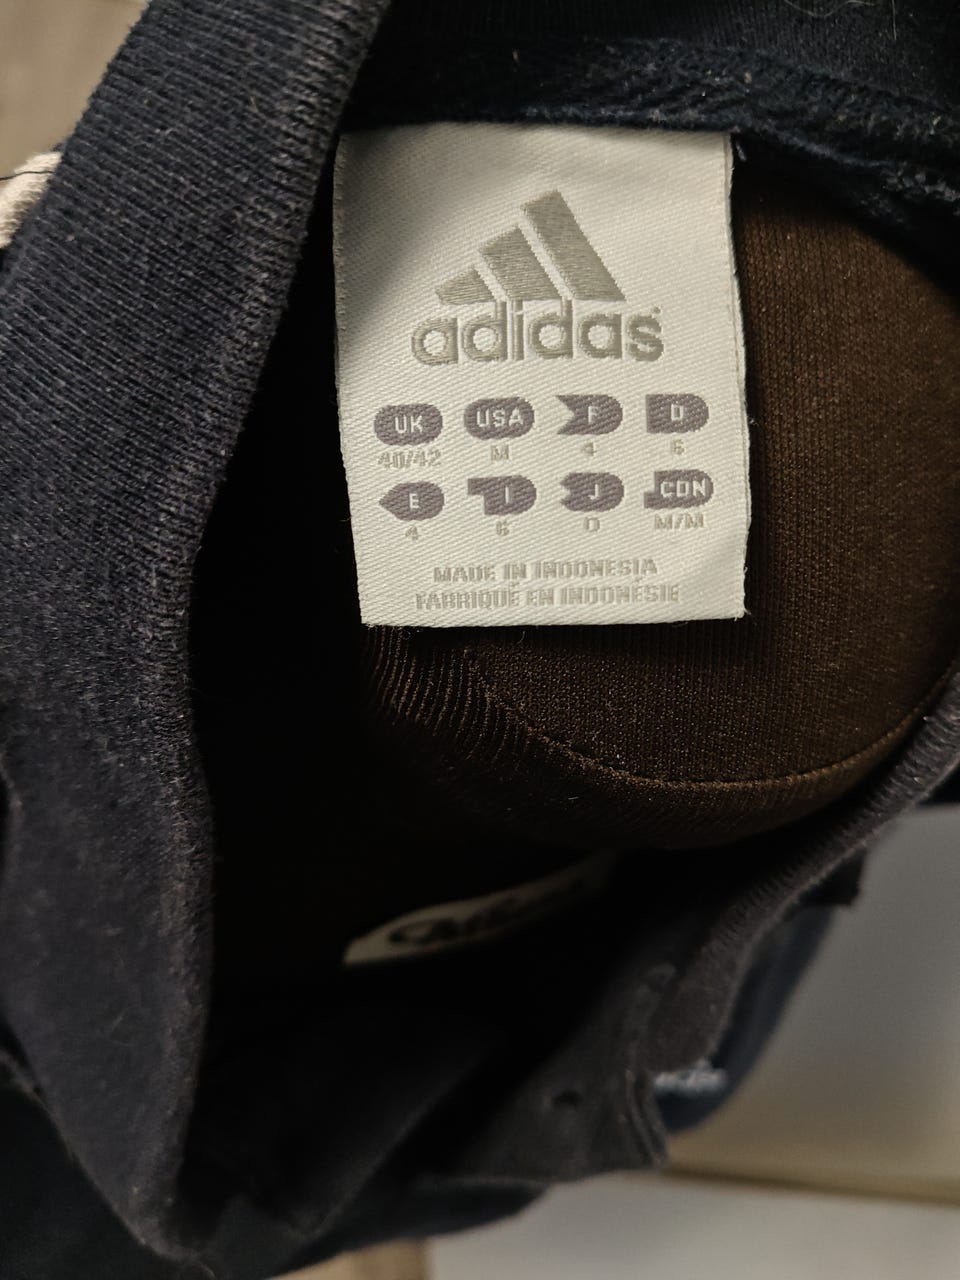 adidas
UK USA F D
40/42 M 4 6
E I J CDN
4 6 O M/M
MADE IN INDONESIA
FABRIQUÉ EN INDONÉSIE